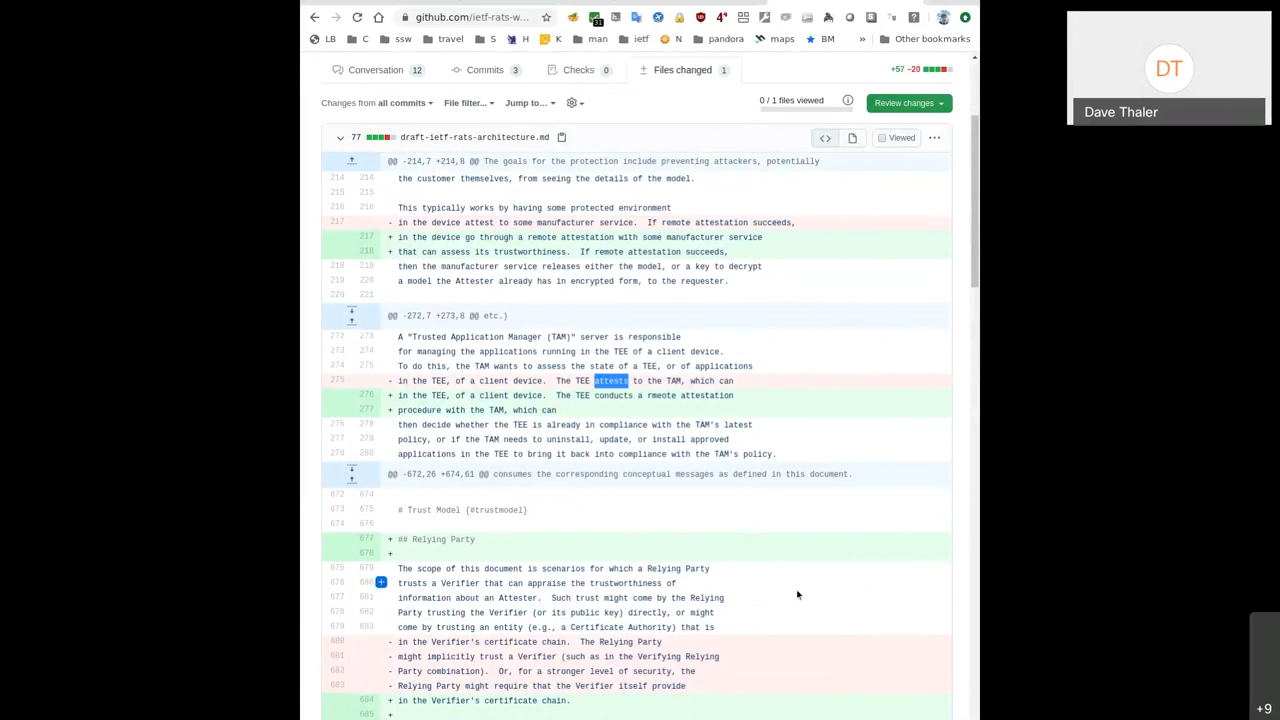 github.com/ietf-rats-w...
31
4⁹
LB C ssw travel S H K man ietf N pandora maps BM » Other bookmarks
Conversation 12 Commits 3 Checks 0 Files changed 1 +57 −20
Changes from all commits File filter... Jump to... 0 / 1 files viewed Review changes
77 draft-ietf-rats-architecture.md Viewed
@@ -214,7 +214,8 @@ The goals for the protection include preventing attackers, potentially
214 214 the customer themselves, from seeing the details of the model.
215 215
216 216 This typically works by having some protected environment
217 - in the device attest to some manufacturer service. If remote attestation succeeds,
217 + in the device go through a remote attestation with some manufacturer service
218 + that can assess its trustworthiness. If remote attestation succeeds,
218 219 then the manufacturer service releases either the model, or a key to decrypt
219 220 a model the Attester already has in encrypted form, to the requester.
220 221
@@ -272,7 +273,8 @@ etc.)
272 273 A "Trusted Application Manager (TAM)" server is responsible
273 274 for managing the applications running in the TEE of a client device.
274 275 To do this, the TAM wants to assess the state of a TEE, or of applications
275 - in the TEE, of a client device. The TEE attests to the TAM, which can
276 + in the TEE, of a client device. The TEE conducts a rmeote attestation
277 + procedure with the TAM, which can
276 278 then decide whether the TEE is already in compliance with the TAM's latest
277 279 policy, or if the TAM needs to uninstall, update, or install approved
278 280 applications in the TEE to bring it back into compliance with the TAM's policy.
@@ -672,26 +674,61 @@ consumes the corresponding conceptual messages as defined in this document.
672 674
673 675 # Trust Model {#trustmodel}
674 676
677 + ## Relying Party
678 +
675 679 The scope of this document is scenarios for which a Relying Party
676 680 trusts a Verifier that can appraise the trustworthiness of
677 681 information about an Attester. Such trust might come by the Relying
678 682 Party trusting the Verifier (or its public key) directly, or might
679 683 come by trusting an entity (e.g., a Certificate Authority) that is
680 - in the Verifier's certificate chain. The Relying Party
681 - might implicitly trust a Verifier (such as in the Verifying Relying
682 - Party combination). Or, for a stronger level of security, the
683 - Relying Party might require that the Verifier itself provide
684 + in the Verifier's certificate chain.
685 +
DT
Dave Thaler
+9